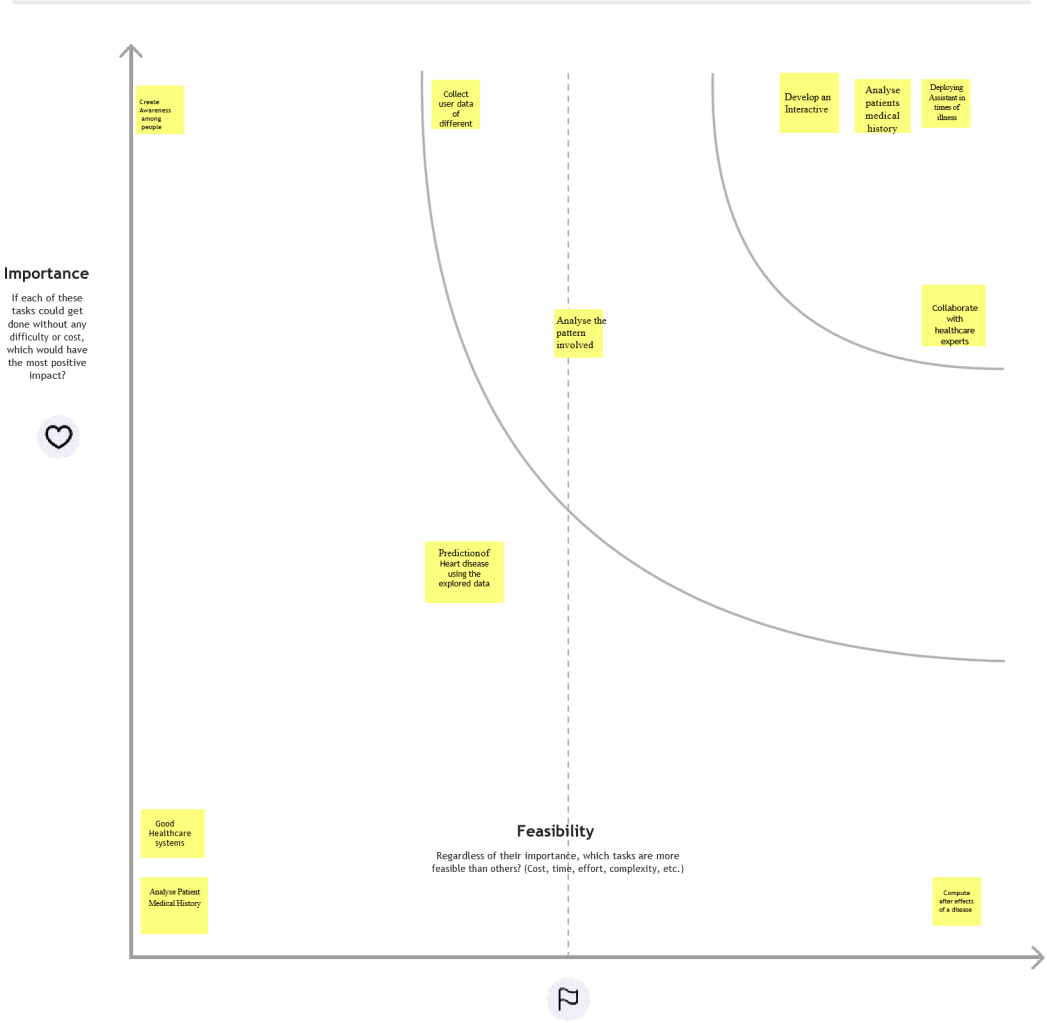 Create
Awareness
among
people
Collect
user data
of
different
Develop an
Interactive
Analyse
patients
medical
history
Deploying
Assistant in
times of
illness
Importance
If each of these
tasks could get
done without any
difficulty or cost,
which would have
the most positive
impact?
Analyse the
pattern
involved
Collaborate
with
healthcare
experts
Predictionof
Heart disease
using the
explored data
Good
Healthcare
systems
Analyse Patient
Medical History
Feasibility
Regardless of their importance, which tasks are more
feasible than others? (Cost, time, effort, complexity, etc.)
Compute
after effects
of a disease